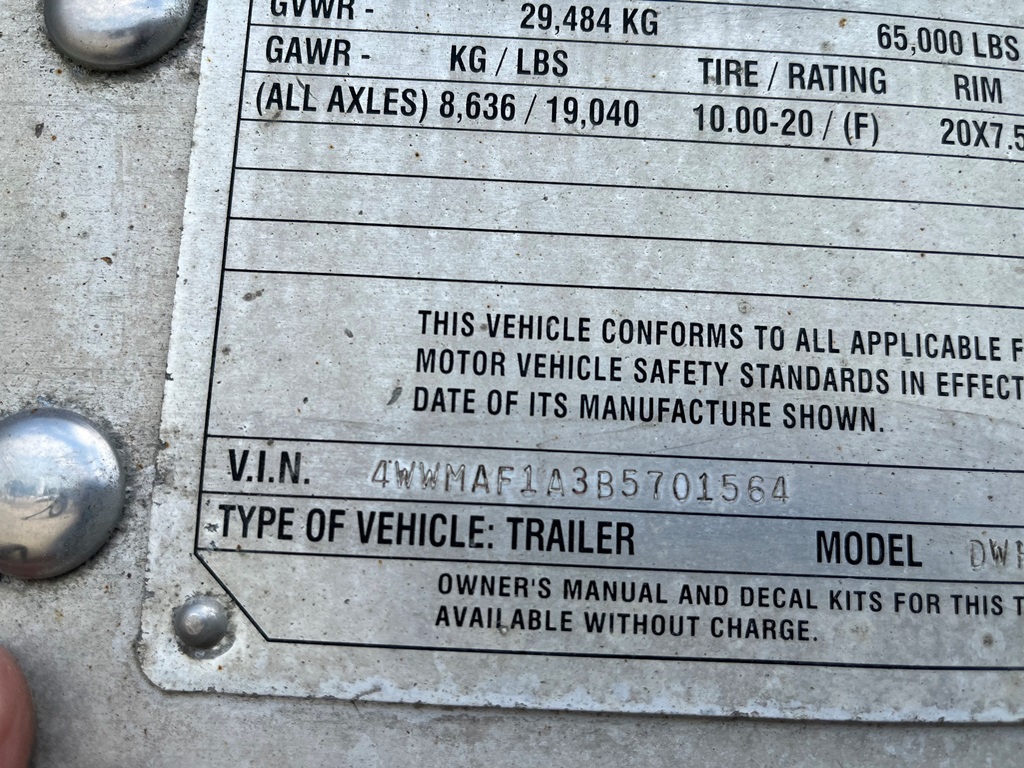 GVWR - 29,484 KG 65,000 LBS
GAWR - KG / LBS TIRE / RATING RIM
(ALL AXLES) 8,636 / 19,040 10.00-20 / (F) 20X7.5
THIS VEHICLE CONFORMS TO ALL APPLICABLE F
MOTOR VEHICLE SAFETY STANDARDS IN EFFECT
DATE OF ITS MANUFACTURE SHOWN.
V.I.N. 4WWMAF1A3B5701564
TYPE OF VEHICLE: TRAILER MODEL DW
OWNER'S MANUAL AND DECAL KITS FOR THIS T
AVAILABLE WITHOUT CHARGE.